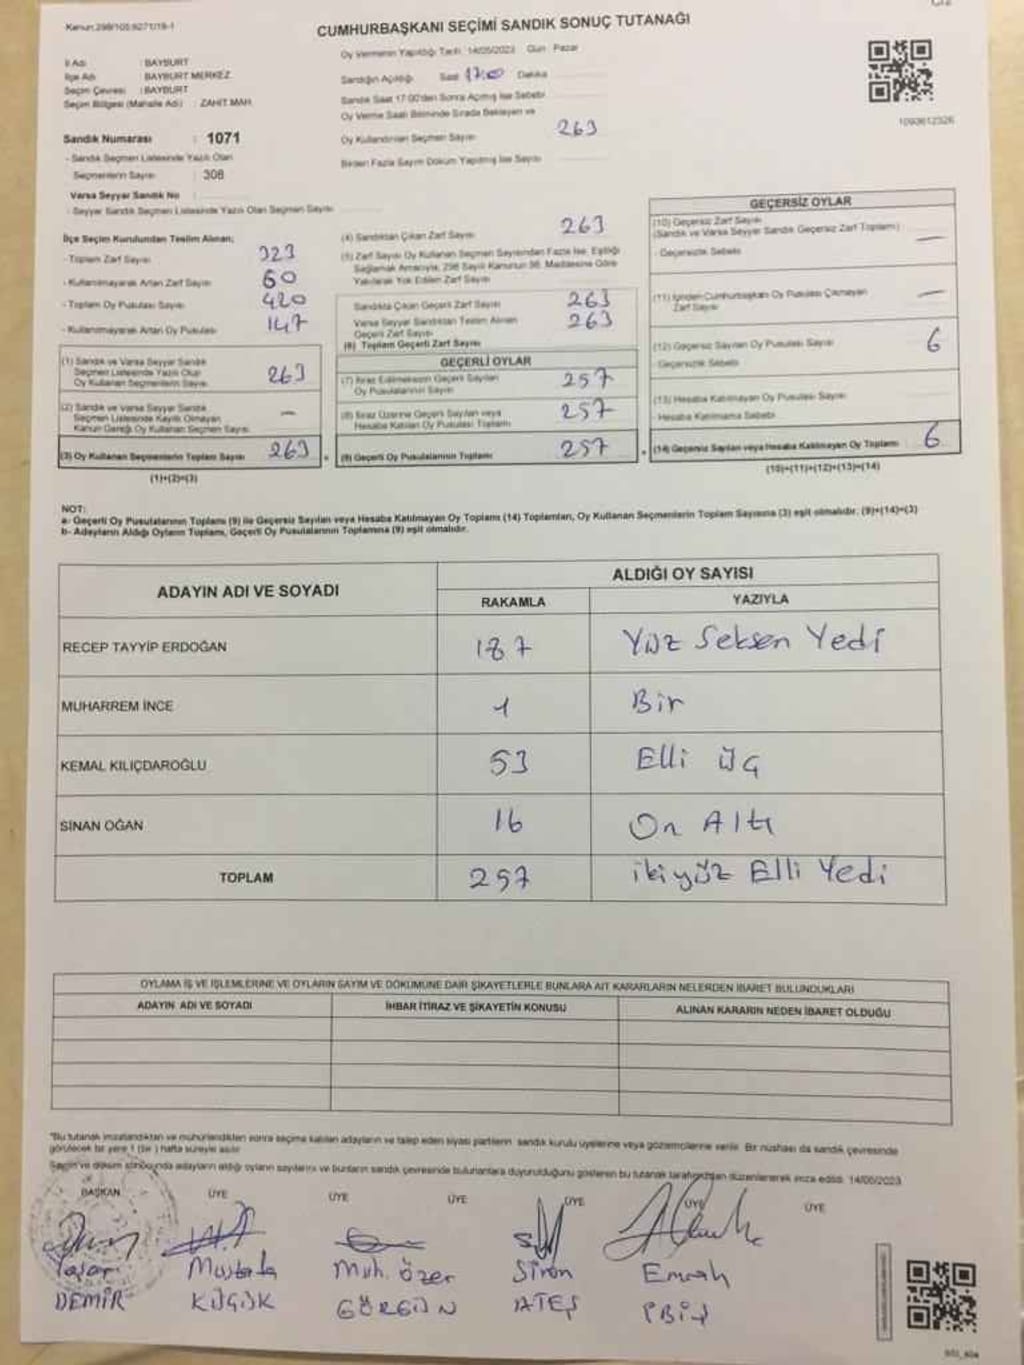 Kanun:298/105:6271/19-1
CUMHURBAŞKANI SEÇİMİ SANDIK SONUÇ TUTANAĞI
İl Adı : BAYBURT
İlçe Adı : BAYBURT MERKEZ
Seçim Çevresi : BAYBURT
Seçim Bölgesi (Mahalle Adı) : ZAHİT MAH.
Sandık Numarası : 1071
- Sandık Seçmen Listesinde Yazılı Olan
Seçmenlerin Sayısı : 308
Varsa Seyyar Sandık No :
- Seyyar Sandık Seçmen Listesinde Yazılı Olan Seçmen Sayısı
Oy Vermenin Yapıldığı Tarih 14/05/2023 Gün : Pazar
Sandığın Açıldığı Saat 17:00 Dakika
Sandık Saat 17:00'den Sonra Açılmış İse Sebebi
Oy Verme Saati Bitiminde Sırada Bekleyen ve
Oy Kullandırılan Seçmen Sayısı 263
Birden Fazla Sayım Döküm Yapılmış İse Sayısı
1093612326
İlçe Seçim Kurulundan Teslim Alınan;
- Toplam Zarf Sayısı 323
- Kullanılmayarak Artan Zarf Sayısı 60
- Toplam Oy Pusulası Sayısı 420
- Kullanılmayarak Artan Oy Pusulası 147
(1) Sandık ve Varsa Seyyar Sandık
Seçmen Listesinde Yazılı Olup
Oy Kullanan Seçmenlerin Sayısı 263
(2) Sandık ve Varsa Seyyar Sandık
Seçmen Listesinde Kayıtlı Olmayan
Kanun Gereği Oy Kullanan Seçmen Sayısı —
(3) Oy Kullanan Seçmenlerin Toplam Sayısı 263
(1)+(2)=(3)
(4) Sandıktan Çıkan Zarf Sayısı 263
(5) Zarf Sayısı Oy Kullanan Seçmen Sayısından Fazla İse, Eşitliği
Sağlamak Amacıyla, 298 Sayılı Kanunun 98. Maddesine Göre
Yakılarak Yok Edilen Zarf Sayısı
Sandıkta Çıkan Geçerli Zarf Sayısı 263
Varsa Seyyar Sandıktan Teslim Alınan
Geçerli Zarf Sayısı 263
(6) Toplam Geçerli Zarf Sayısı
GEÇERLİ OYLAR
(7) İtiraz Edilmeksizin Geçerli Sayılan
Oy Pusulalarının Sayısı 257
(8) İtiraz Üzerine Geçerli Sayılan veya
Hesaba Katılan Oy Pusulası Toplamı 257
(9) Geçerli Oy Pusulalarının Toplamı 257
GEÇERSİZ OYLAR
(10) Geçersiz Zarf Sayısı
(Sandık ve Varsa Seyyar Sandık Geçersiz Zarf Toplamı) —
- Geçersizlik Sebebi
(11) İçinden Cumhurbaşkanı Oy Pusulası Çıkmayan
Zarf Sayısı —
(12) Geçersiz Sayılan Oy Pusula Sayısı 6
- Geçersizlik Sebebi
(13) Hesaba Katılmayan Oy Pusulası Sayısı
- Hesaba Katılmama Sebebi
(14) Geçersiz Sayılan veya Hesaba Katılmayan Oy Toplamı 6
(10)+(11)+(12)+(13)=(14)
NOT:
a- Geçerli Oy Pusulalarının Toplamı (9) ile Geçersiz Sayılan veya Hesaba Katılmayan Oy Toplamı (14) Toplamları, Oy Kullanan Seçmenlerin Toplam Sayısına (3) eşit olmalıdır. (9)+(14)=(3)
b- Adayların Aldığı Oyların Toplamı, Geçerli Oy Pusulalarının Toplamına (9) eşit olmalıdır.
ADAYIN ADI VE SOYADI
ALDIĞI OY SAYISI
RAKAMLA YAZIYLA
RECEP TAYYİP ERDOĞAN 187 Yüz Seksen Yedi
MUHARREM İNCE 1 Bir
KEMAL KILIÇDAROĞLU 53 Elli Üç
SİNAN OĞAN 16 On Altı
TOPLAM 257 ikiyüz Elli Yedi
OYLAMA İŞ VE İŞLEMLERİNE VE OYLARIN SAYIM VE DÖKÜMÜNE DAİR ŞİKAYETLERLE BUNLARA AİT KARARLARIN NELERDEN İBARET BULUNDUKLARI
ADAYIN ADI VE SOYADI İHBAR İTİRAZ VE ŞİKAYETİN KONUSU ALINAN KARARIN NEDEN İBARET OLDUĞU
*Bu tutanak imzalandıktan ve mühürlendikten sonra seçime katılan adayların ve talep eden siyasi partilerin sandık kurulu üyelerine veya gözlemcilerine verilir. Bir nüshası da sandık çevresinde
görülecek bir yere 1 (bir) hafta süreyle asılır.
Seçim ve döküm sonucunda adayların aldığı oyların sayılarını ve bunların sandık çevresinde bulunanlara duyurulduğunu gösteren bu tutanak tarafımızdan düzenlenerek imza edildi. 14/05/2023
BAŞKAN ÜYE ÜYE ÜYE ÜYE ÜYE ÜYE
Yaşar Mustafa Muh. Özer Siron Emrah
DEMİR KÜÇÜK GÖRGÜN ATEŞ